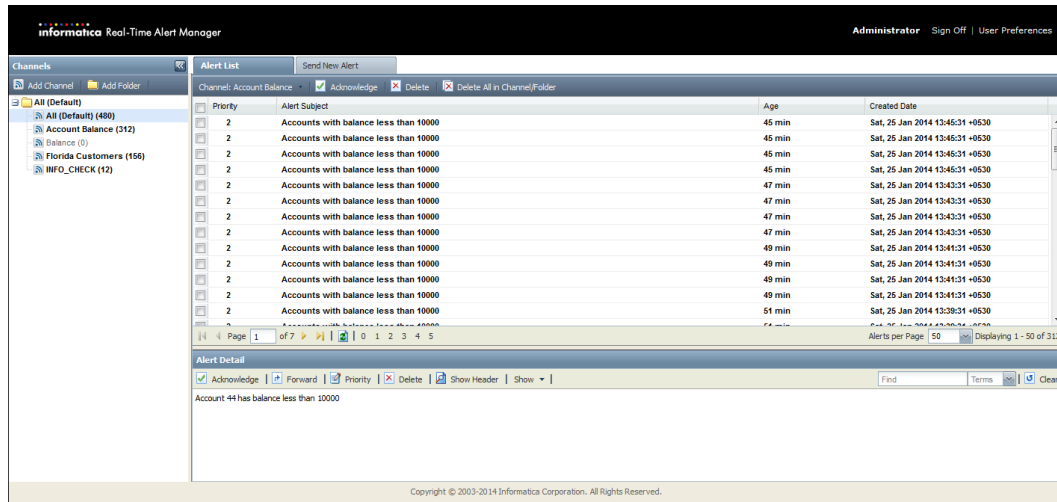 informatica Real-Time Alert Manager
Administrator Sign Off | User Preferences
Channels
Add Channel Add Folder
All (Default)
All (Default) (480)
Account Balance (312)
Balance (0)
Florida Customers (156)
INFO_CHECK (12)
Alert List Send New Alert
Channel: Account Balance Acknowledge Delete Delete All in Channel/Folder
Priority Alert Subject Age Created Date
2 Accounts with balance less than 10000 45 min Sat, 25 Jan 2014 13:45:31 +0530
2 Accounts with balance less than 10000 45 min Sat, 25 Jan 2014 13:45:31 +0530
2 Accounts with balance less than 10000 45 min Sat, 25 Jan 2014 13:45:31 +0530
2 Accounts with balance less than 10000 45 min Sat, 25 Jan 2014 13:45:31 +0530
2 Accounts with balance less than 10000 47 min Sat, 25 Jan 2014 13:43:31 +0530
2 Accounts with balance less than 10000 47 min Sat, 25 Jan 2014 13:43:31 +0530
2 Accounts with balance less than 10000 47 min Sat, 25 Jan 2014 13:43:31 +0530
2 Accounts with balance less than 10000 47 min Sat, 25 Jan 2014 13:43:31 +0530
2 Accounts with balance less than 10000 49 min Sat, 25 Jan 2014 13:41:31 +0530
2 Accounts with balance less than 10000 49 min Sat, 25 Jan 2014 13:41:31 +0530
2 Accounts with balance less than 10000 49 min Sat, 25 Jan 2014 13:41:31 +0530
2 Accounts with balance less than 10000 49 min Sat, 25 Jan 2014 13:41:31 +0530
2 Accounts with balance less than 10000 51 min Sat, 25 Jan 2014 13:39:31 +0530
Page 1 of 7 | 0 1 2 3 4 5 Alerts per Page 50 Displaying 1 - 50 of 312
Alert Detail
Acknowledge | Forward | Priority | Delete | Show Header | Show | Find Terms | Clear
Account 44 has balance less than 10000
Copyright © 2003-2014 Informatica Corporation. All Rights Reserved.